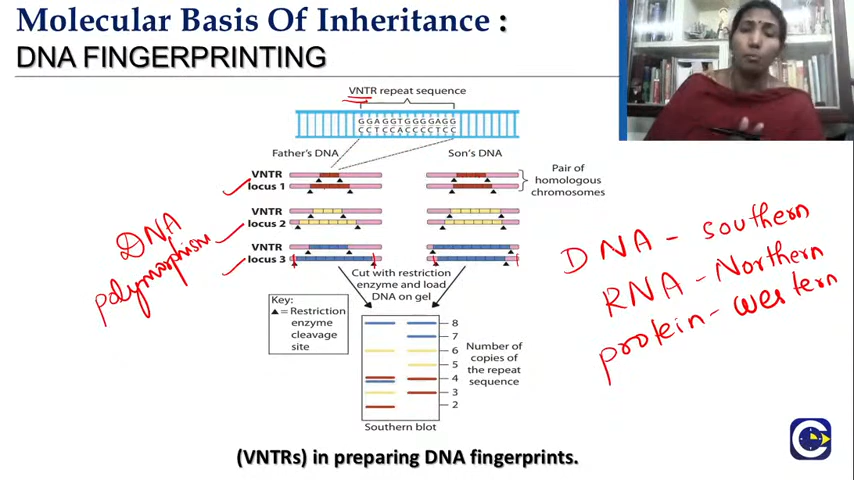 Molecular Basis Of Inheritance :
DNA FINGERPRINTING
VNTR repeat sequence
GGAGGTGGGGAGG
CCTCCACCCCTCC
Father's DNA
Son's DNA
VNTR
locus 1
Pair of
homologous
chromosomes
VNTR
locus 2
VNTR
locus 3
DNA
polymorphism
DNA - Southern
RNA - Northern
protein - western
Cut with restriction
enzyme and load
DNA on gel
Key:
▲ = Restriction
enzyme
cleavage
site
8
7
6
5
4
3
2
Number of
copies of
the repeat
sequence
Southern blot
(VNTRs) in preparing DNA fingerprints.